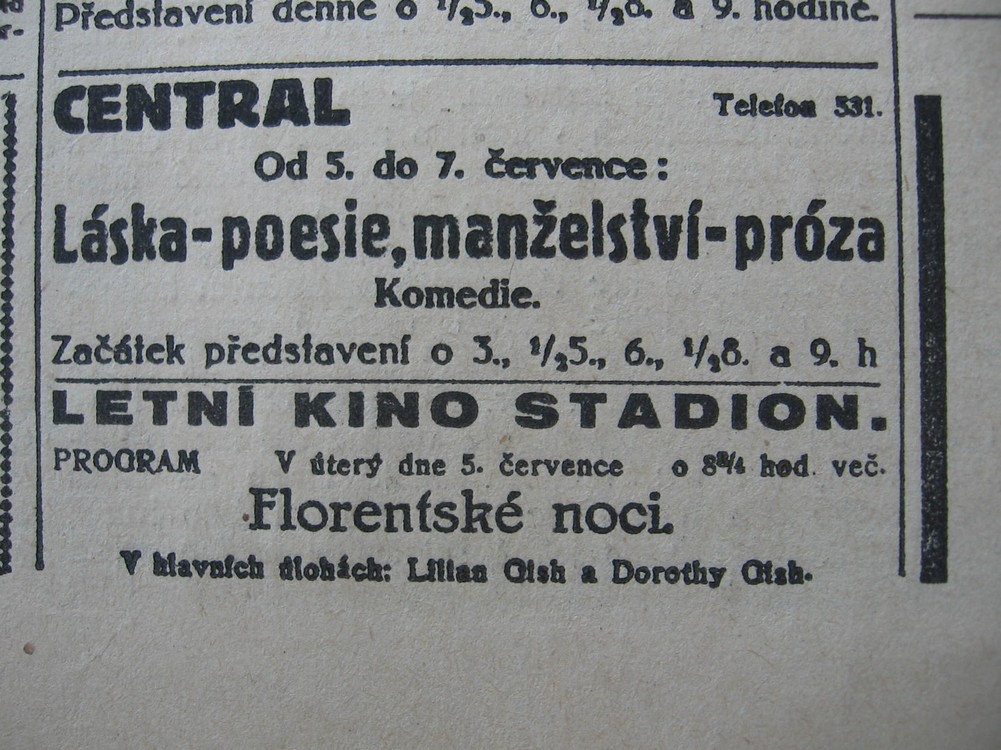 Představení denně o ½5., 6., ½8. a 9. hodině.
CENTRAL Telefon 531.
Od 5. do 7. července:
Láska-poesie, manželství-próza
Komedie.
Začátek představení o 3., ½5., 6., ½8. a 9. h
LETNÍ KINO STADION.
PROGRAM V úterý dne 5. července o 8¾ hod. več.
Florentské noci.
V hlavních úlohách: Lilian Gish a Dorothy Gish.